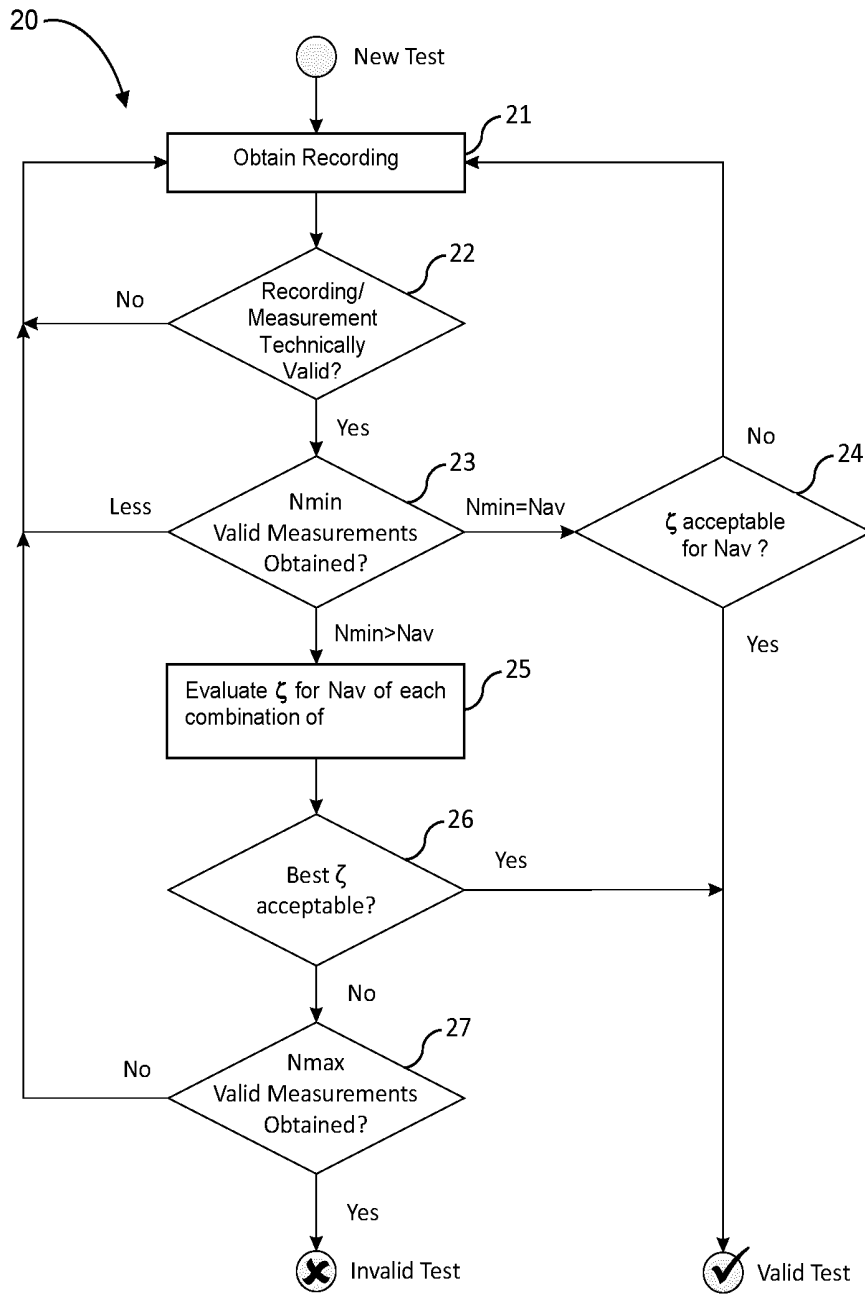 20
New Test
21
Obtain Recording
22
Recording/
Measurement
Technically
Valid?
No
Yes
23
Nmin
Valid Measurements
Obtained?
Less
Nmin=Nav
24
ζ acceptable
for Nav ?
No
Yes
Nmin>Nav
25
Evaluate ζ for Nav of each
combination of
26
Best ζ
acceptable?
Yes
No
27
Nmax
Valid Measurements
Obtained?
No
Yes
Invalid Test
Valid Test